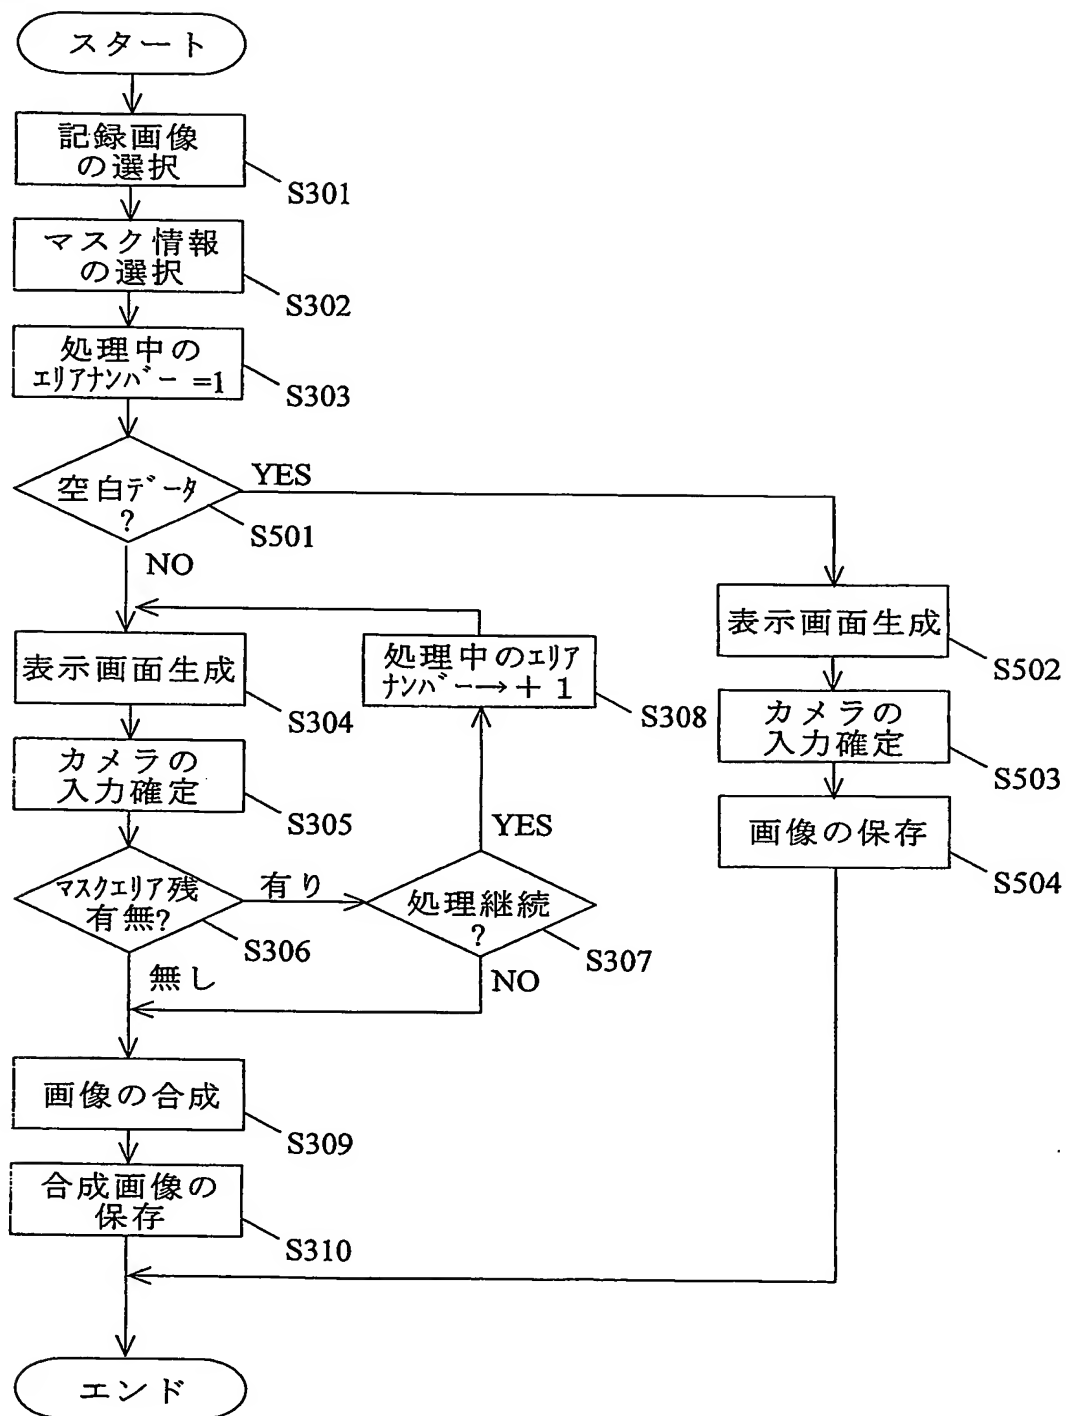 スタート
記録画像
の選択
S301
マスク情報
の選択
S302
処理中の
エリアナンバー =1
S303
空白データ
?
YES
S501
NO
表示画面生成
S304
カメラの
入力確定
S305
マスクエリア残
有無?
有り
S306
無し
処理中のエリア
ナンバー→+1
S308
YES
処理継続
?
S307
NO
表示画面生成
S502
カメラの
入力確定
S503
画像の保存
S504
画像の合成
S309
合成画像の
保存
S310
エンド